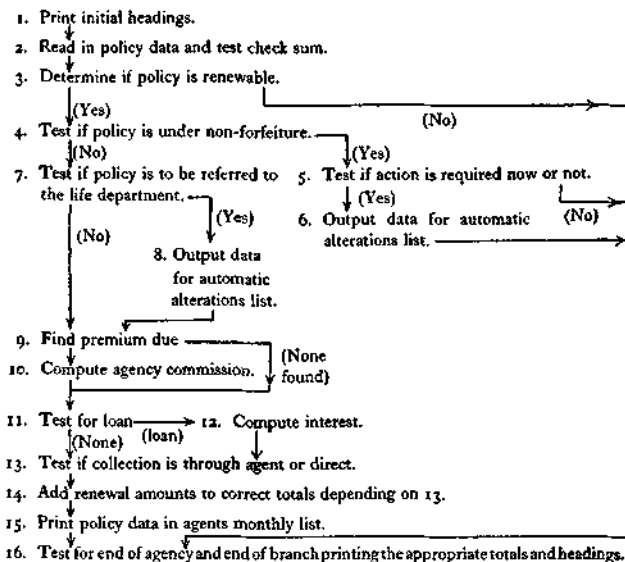 1. Print initial headings.
2. Read in policy data and test check sum.
3. Determine if policy is renewable.
(Yes)
(No)
4. Test if policy is under non-forfeiture.
(No)
(Yes)
7. Test if policy is to be referred to
the life department.
5. Test if action is required now or not.
(Yes)
(No)
6. Output data for automatic
alterations list.
(Yes)
(No)
8. Output data
for automatic
alterations list.
9. Find premium due
(None
found)
10. Compute agency commission.
11. Test for loan
(loan)
12. Compute interest.
(None)
13. Test if collection is through agent or direct.
14. Add renewal amounts to correct totals depending on 13.
15. Print policy data in agents monthly list.
16. Test for end of agency and end of branch printing the appropriate totals and headings.